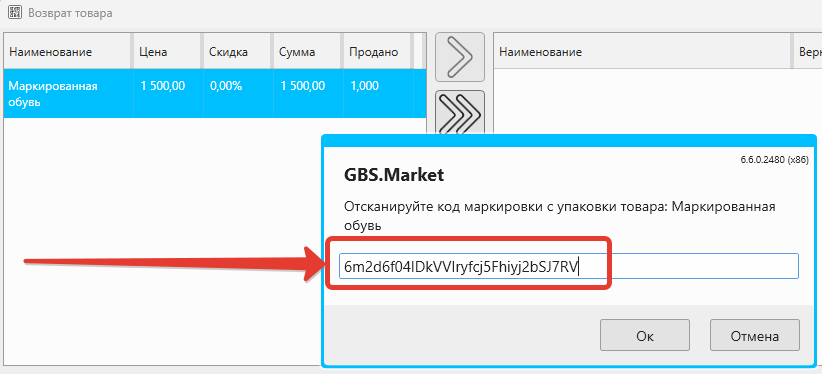 Возврат товара
Наименование Цена Скидка Сумма Продано Наименование Верн
Маркированная обувь 1 500,00 0,00% 1 500,00 1,000
6.6.0.2480 (x86)
GBS.Market
Отсканируйте код маркировки с упаковки товара: Маркированная
обувь
6m2d6f04lDkVVIryfcj5Fhiyj2bSJ7RV
Ок Отмена